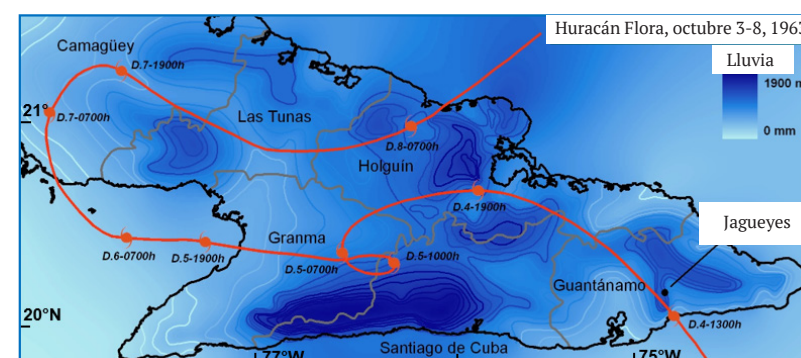 Huracán Flora, octubre 3-8, 1963
Camagüey
Lluvia
D.7-1900h
1900 m
21°
D.7-0700h
Las Tunas
0 mm
D.8-0700h
Holguín
D.4-1900h
Jagueyes
Granma
D.6-0700h
D.5-1900h
D.5-0700h
D.5-1000h
Guantánamo
20°N
D.4-1300h
77°W
Santiago de Cuba
75°W